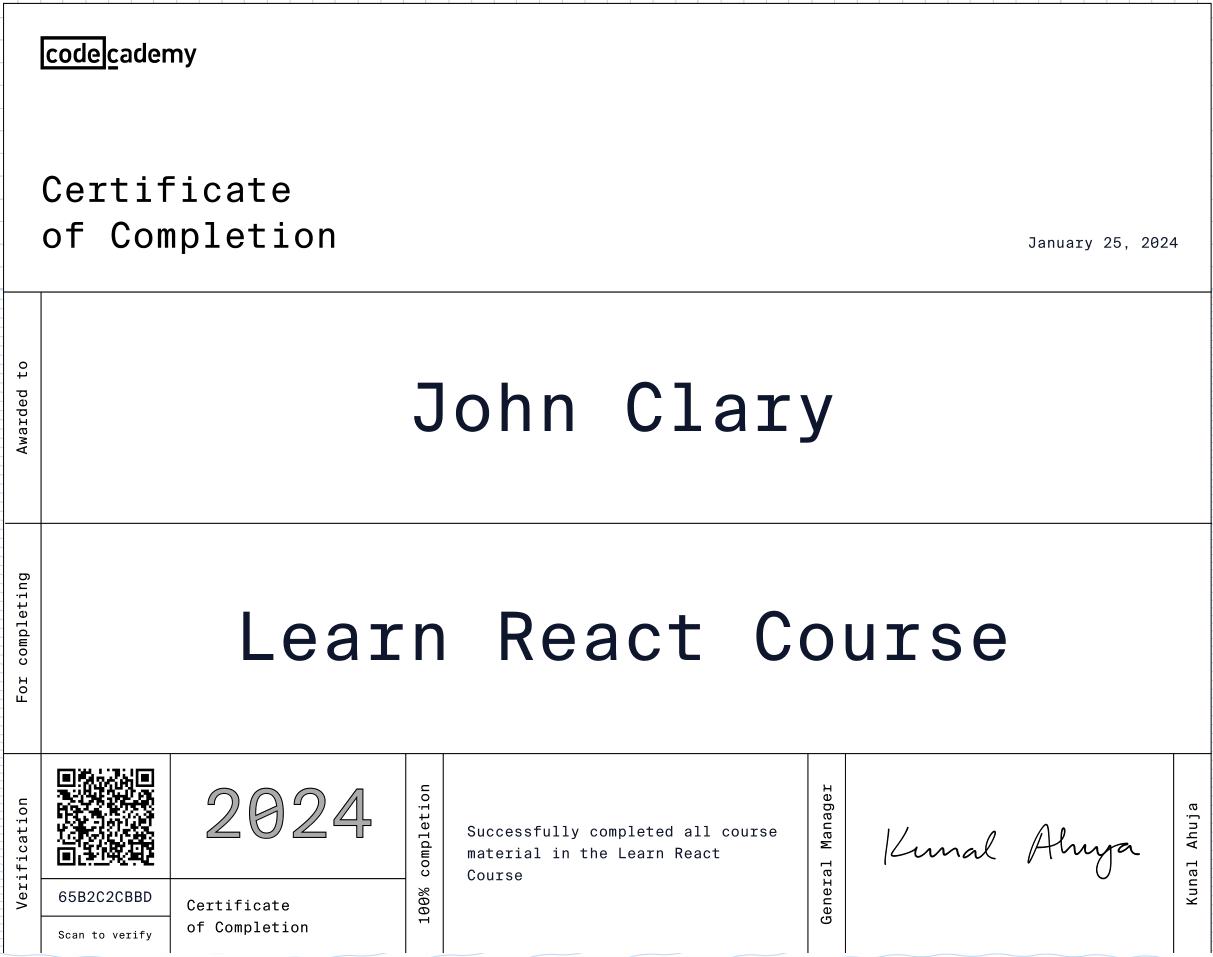 codecademy
Certificate
of Completion
January 25, 2024
Awarded to
John Clary
For completing
Learn React Course
Verification
65B2C2CBBD
Scan to verify
2024
Certificate
of Completion
100% completion
Successfully completed all course
material in the Learn React
Course
General Manager
Kunal Ahuja
Kunal Ahuja